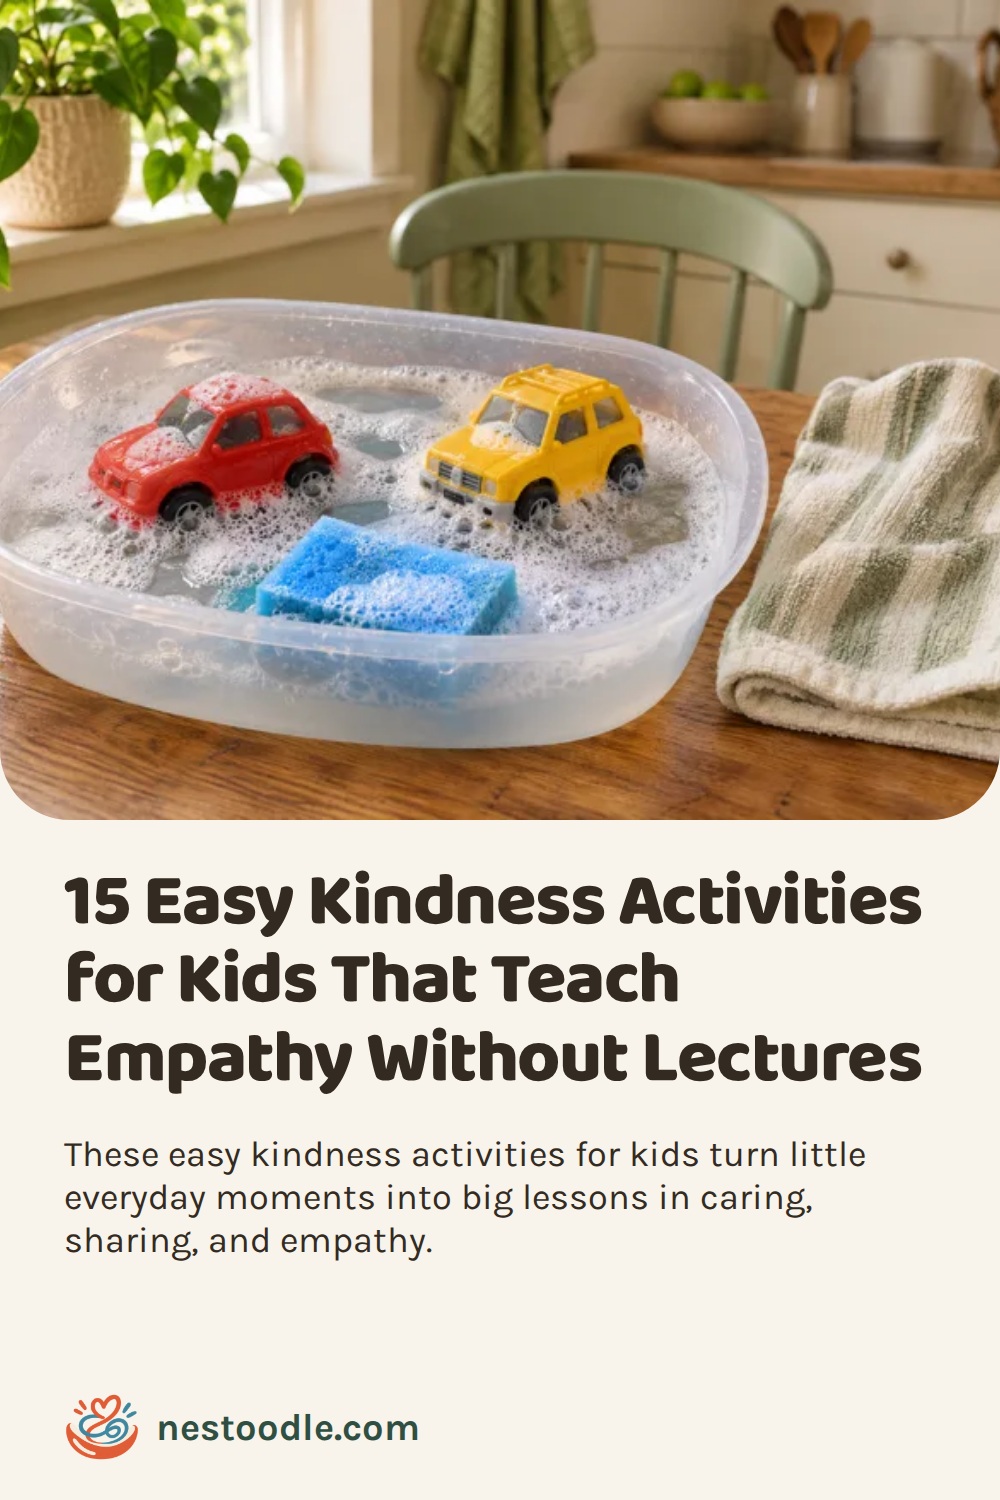 15 Easy Kindness Activities
for Kids That Teach
Empathy Without Lectures
These easy kindness activities for kids turn little
everyday moments into big lessons in caring,
sharing, and empathy.
nestoodle.com